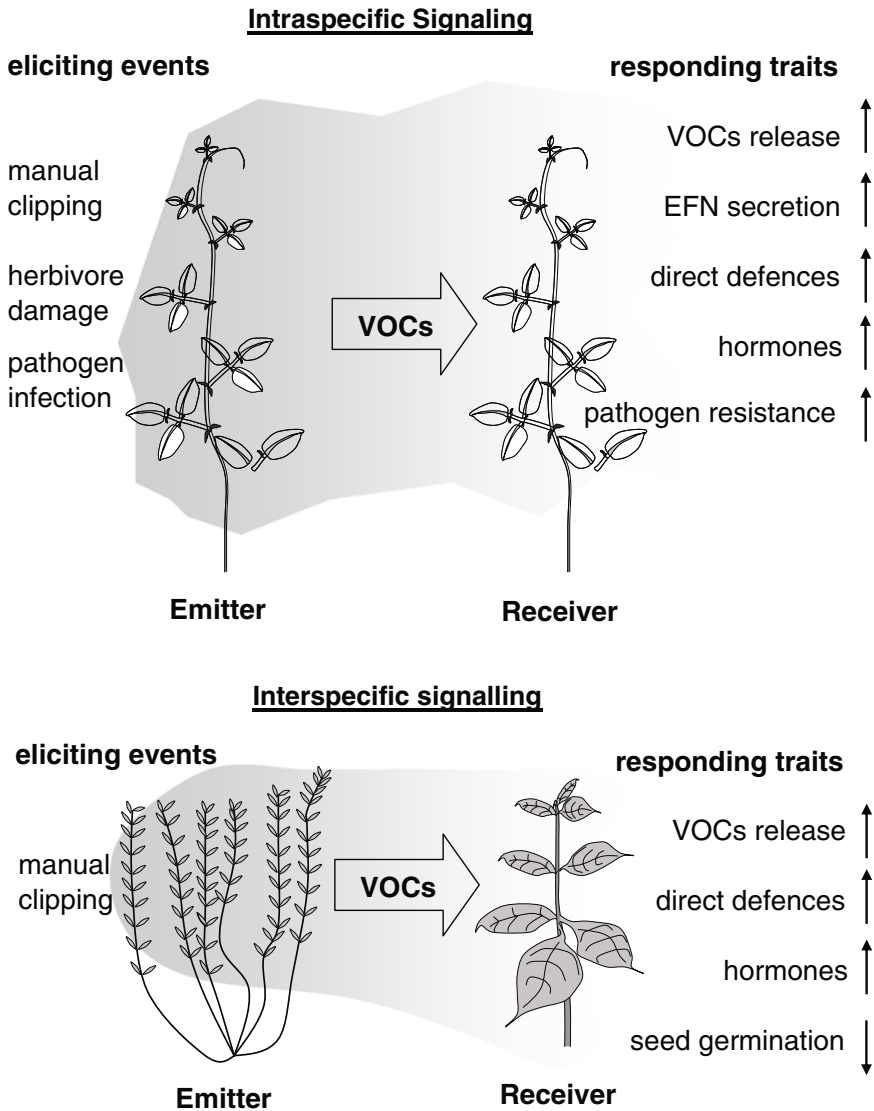 Intraspecific Signaling
eliciting events
responding traits
manual
clipping
herbivore
damage
pathogen
infection
VOCs
VOCs release
EFN secretion
direct defences
hormones
pathogen resistance
Emitter
Receiver
Interspecific signalling
eliciting events
responding traits
manual
clipping
VOCs
VOCs release
direct defences
hormones
seed germination
Emitter
Receiver